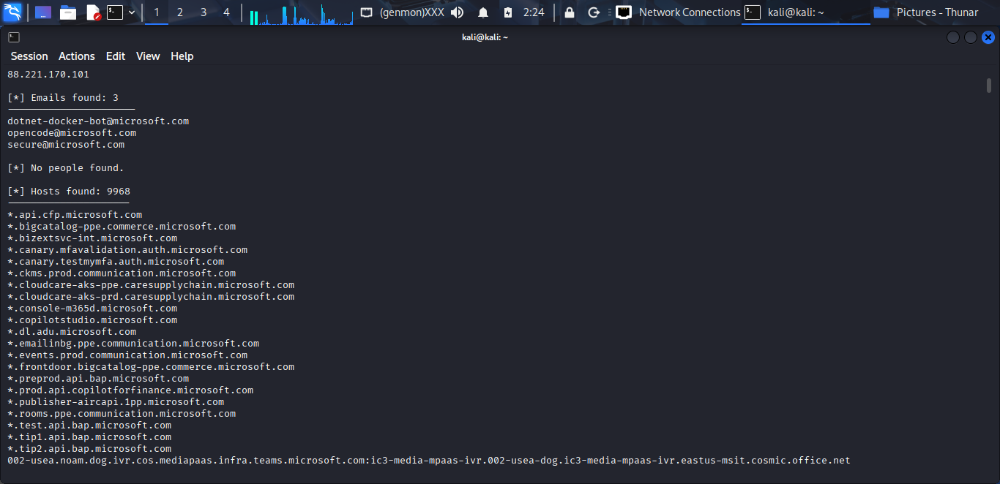 1 2 3 4 (genmon)XXX 2:24 Network Connections kali@kali: ~ Pictures - Thunar
kali@kali: ~
Session Actions Edit View Help
88.221.170.101
[*] Emails found: 3
dotnet-docker-bot@microsoft.com
opencode@microsoft.com
secure@microsoft.com
[*] No people found.
[*] Hosts found: 9968
*.api.cfp.microsoft.com
*.bigcatalog-ppe.commerce.microsoft.com
*.bizextsvc-int.microsoft.com
*.canary.mfavalidation.auth.microsoft.com
*.canary.testmymfa.auth.microsoft.com
*.ckms.prod.communication.microsoft.com
*.cloudcare-aks-ppe.caresupplychain.microsoft.com
*.cloudcare-aks-prd.caresupplychain.microsoft.com
*.console-m365d.microsoft.com
*.copilotstudio.microsoft.com
*.dl.adu.microsoft.com
*.emailinbg.ppe.communication.microsoft.com
*.events.prod.communication.microsoft.com
*.frontdoor.bigcatalog-ppe.commerce.microsoft.com
*.preprod.api.bap.microsoft.com
*.prod.api.copilotforfinance.microsoft.com
*.publisher-aircapi.1pp.microsoft.com
*.rooms.ppe.communication.microsoft.com
*.test.api.bap.microsoft.com
*.tip1.api.bap.microsoft.com
*.tip2.api.bap.microsoft.com
002-usea.noam.dog.ivr.cos.mediapaas.infra.teams.microsoft.com:ic3-media-mpaas-ivr.002-usea-dog.ic3-media-mpaas-ivr.eastus-msit.cosmic.office.net